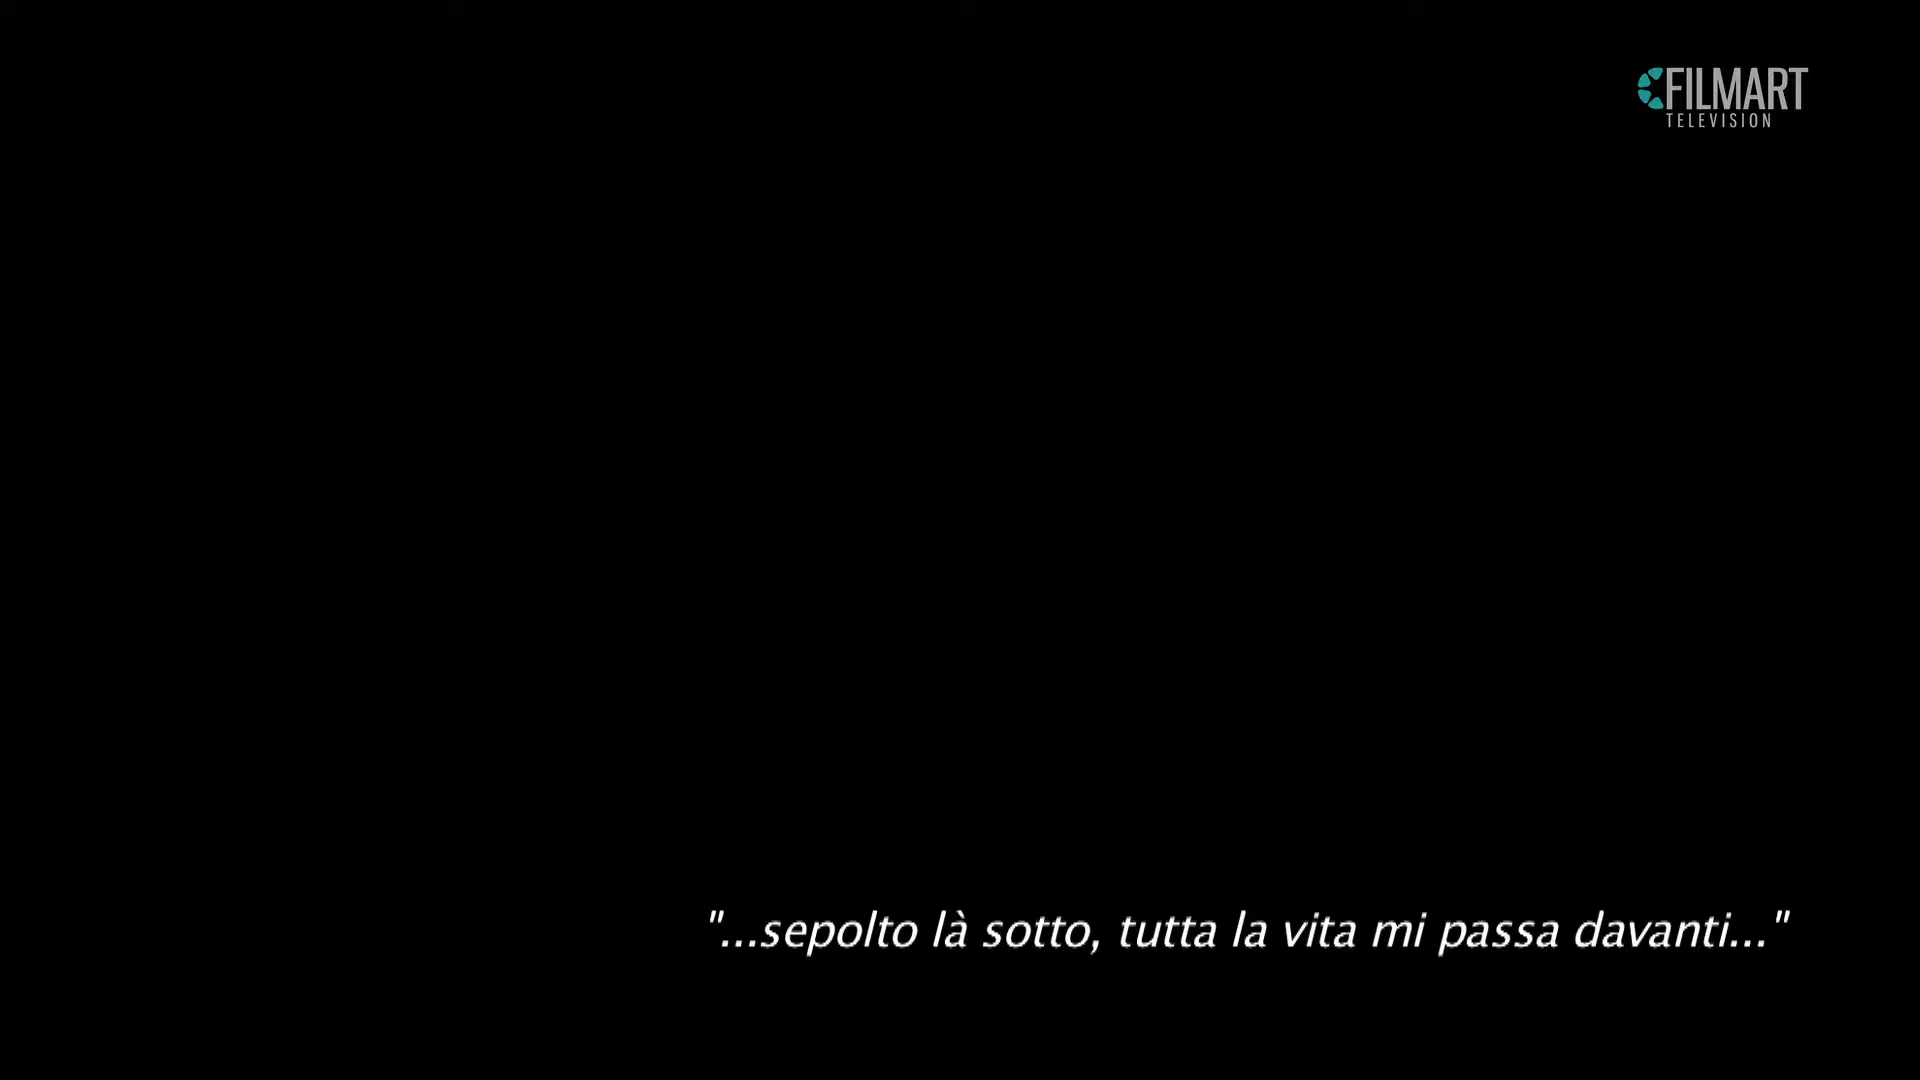 FILMART
TELEVISION
"...sepolto là sotto, tutta la vita mi passa davanti..."